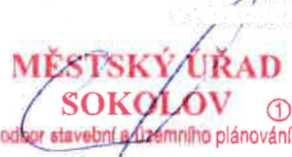 MĚSTSKÝ ÚŘAD
SOKOLOV ①
odbor stavební a územního plánování